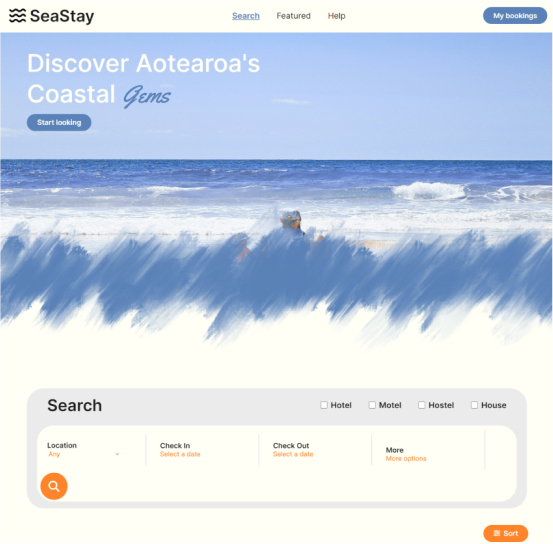 SeaStay
Search Featured Help
My bookings
Discover Aotearoa's
Coastal Gems
Start looking
Search
Hotel Motel Hostel House
Location Check In Check Out More
Any Select a date Select a date More options
Sort